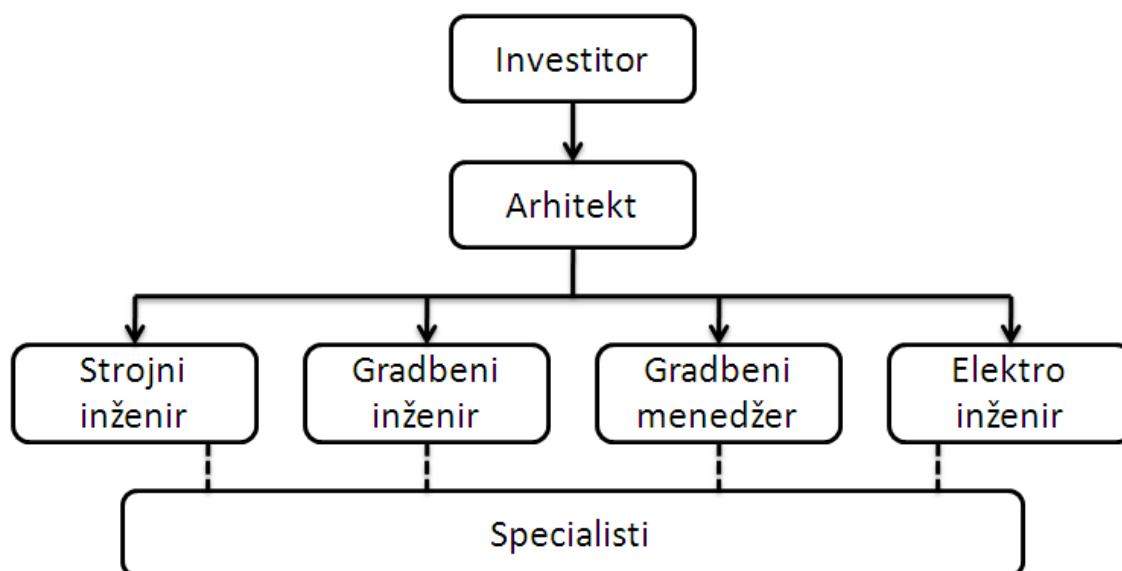 Investitor
Arhitekt
Strojni
inženir
Gradbeni
inženir
Gradbeni
menedžer
Elektro
inženir
Specialisti